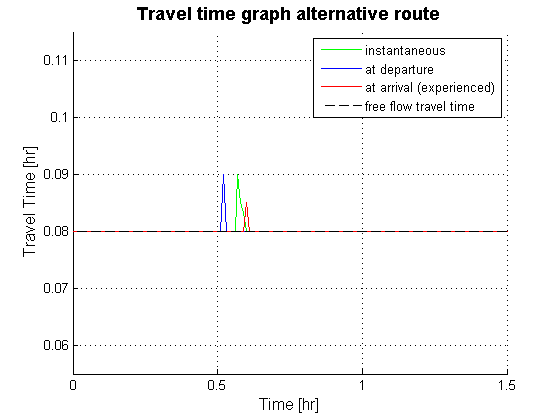 Travel time graph alternative route
instantaneous
at departure
at arrival (experienced)
free flow travel time
Travel Time [hr]
0.11
0.1
0.09
0.08
0.07
0.06
0
0.5
1
1.5
Time [hr]